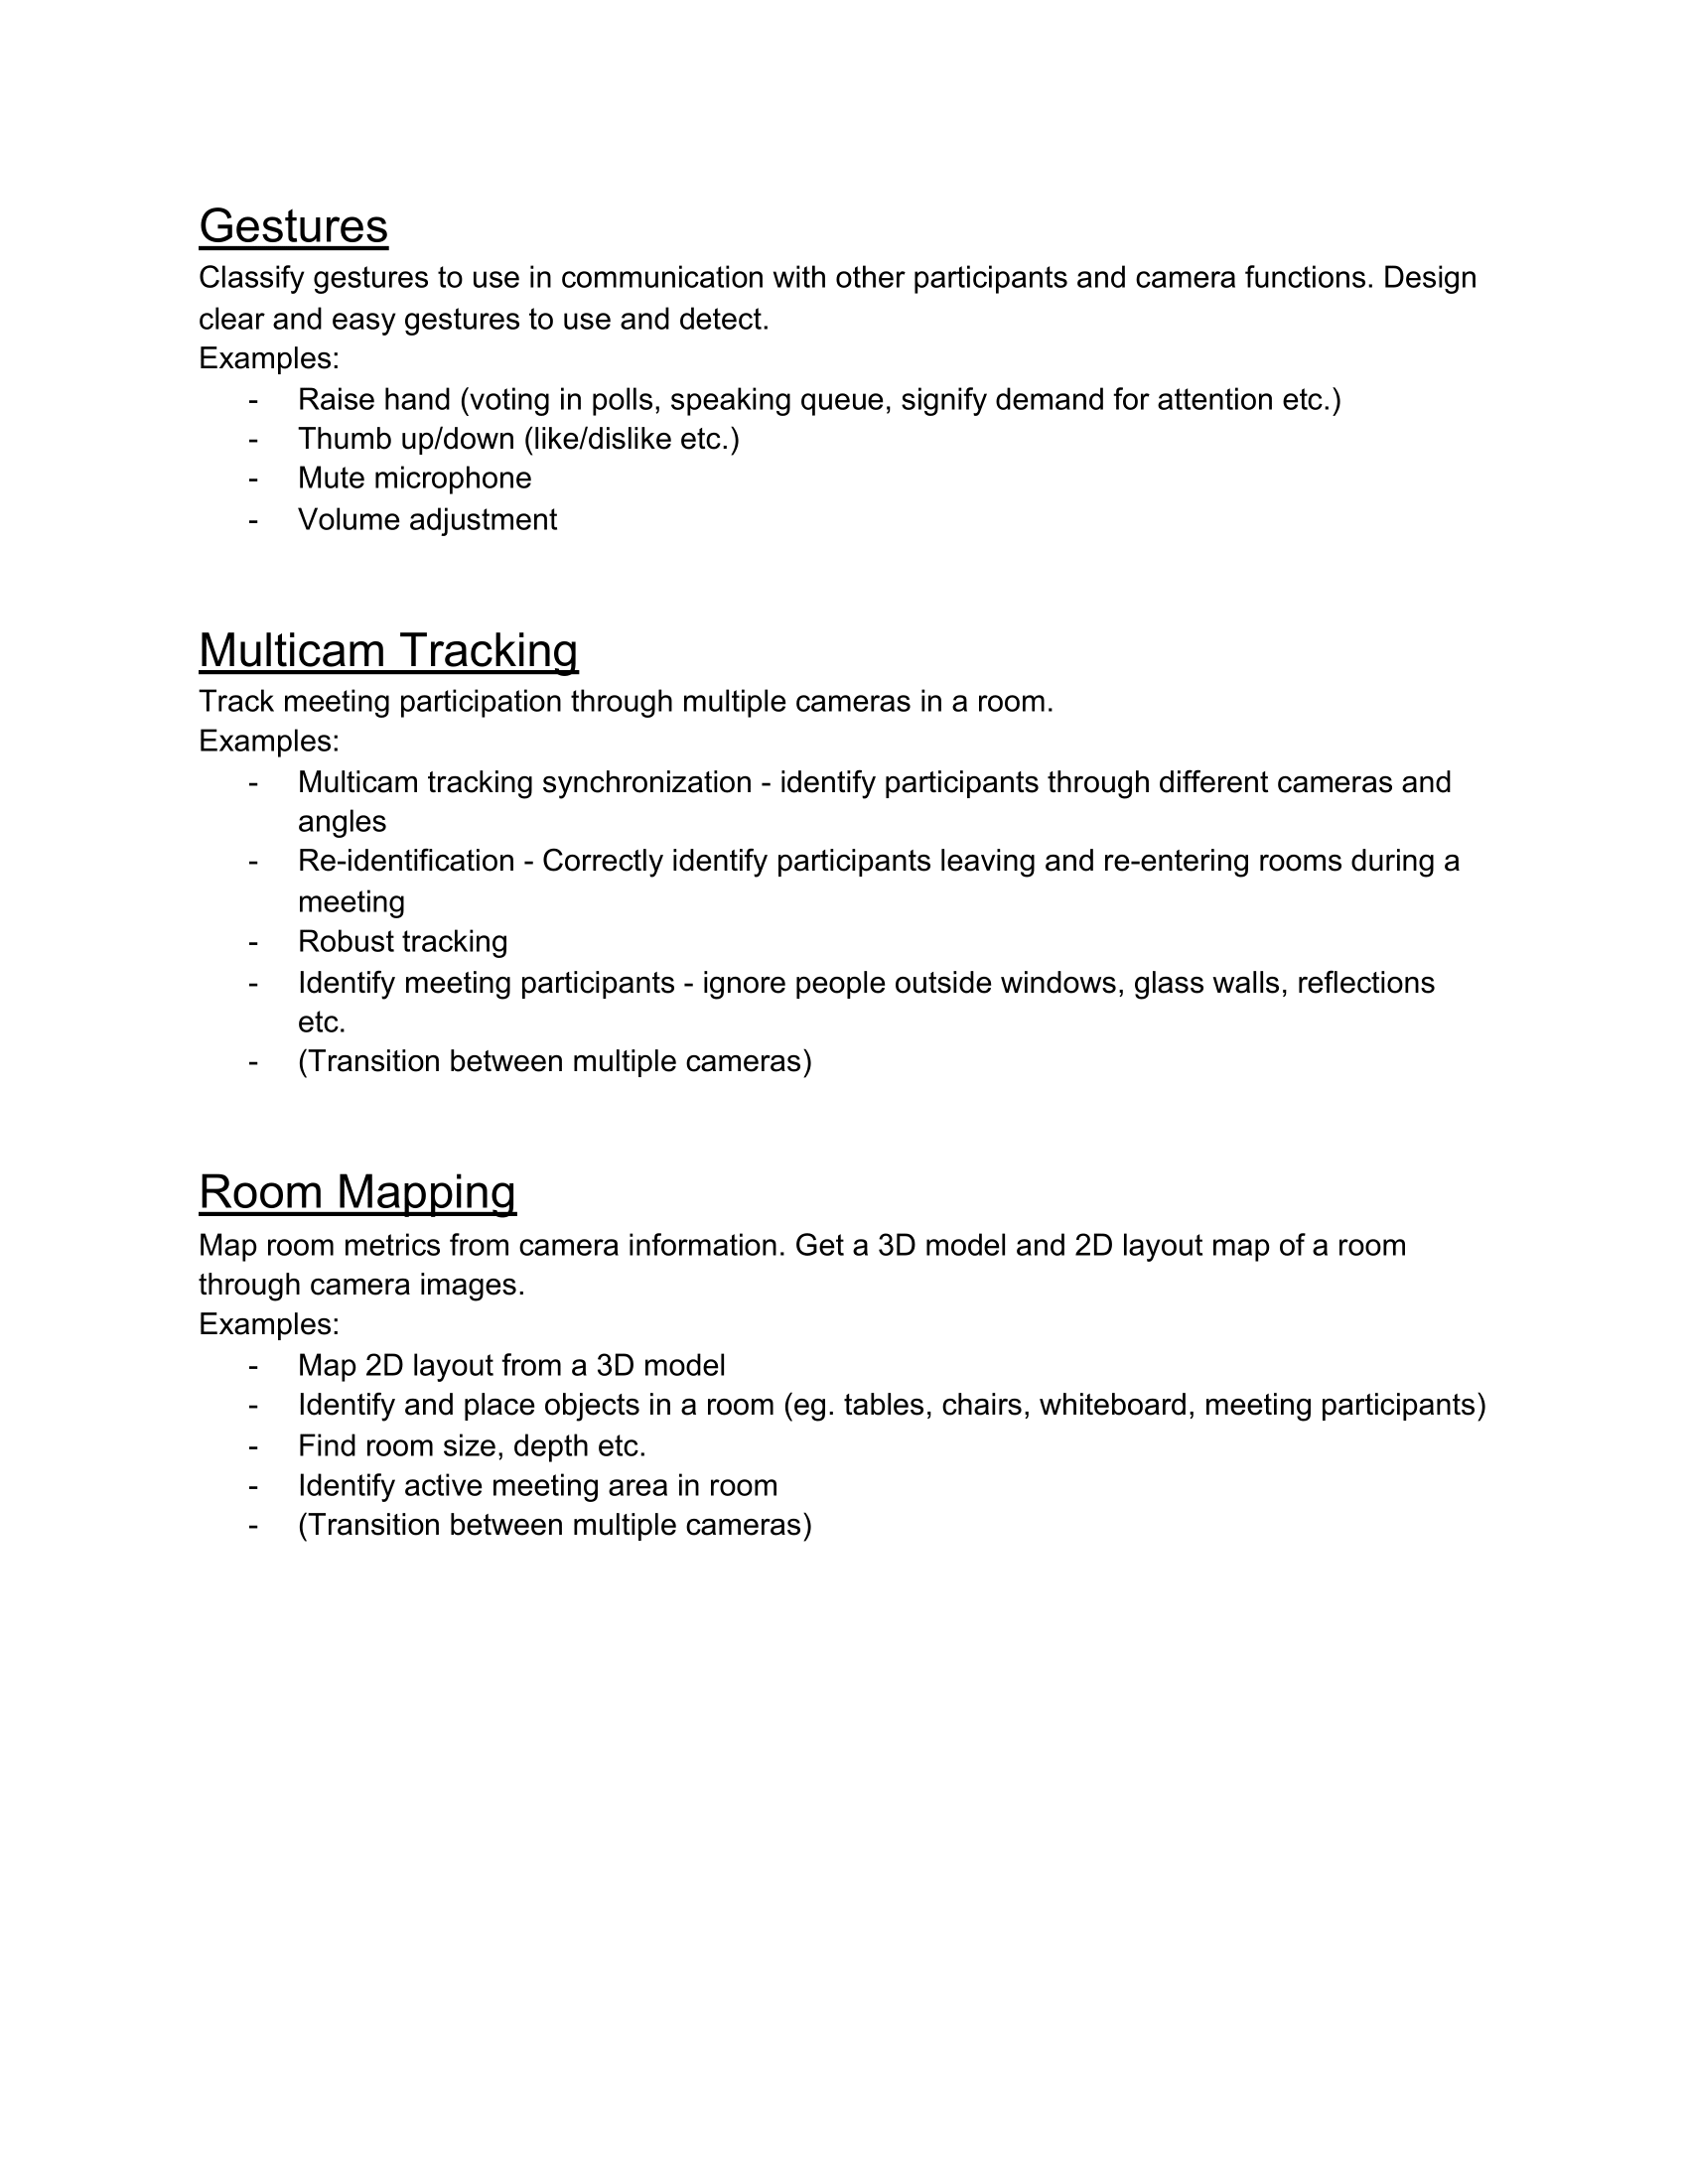 Gestures
Classify gestures to use in communication with other participants and camera functions. Design
clear and easy gestures to use and detect.
Examples:
- Raise hand (voting in polls, speaking queue, signify demand for attention etc.)
- Thumb up/down (like/dislike etc.)
- Mute microphone
- Volume adjustment
Multicam Tracking
Track meeting participation through multiple cameras in a room.
Examples:
- Multicam tracking synchronization - identify participants through different cameras and
angles
- Re-identification - Correctly identify participants leaving and re-entering rooms during a
meeting
- Robust tracking
- Identify meeting participants - ignore people outside windows, glass walls, reflections
etc.
- (Transition between multiple cameras)
Room Mapping
Map room metrics from camera information. Get a 3D model and 2D layout map of a room
through camera images.
Examples:
- Map 2D layout from a 3D model
- Identify and place objects in a room (eg. tables, chairs, whiteboard, meeting participants)
- Find room size, depth etc.
- Identify active meeting area in room
- (Transition between multiple cameras)